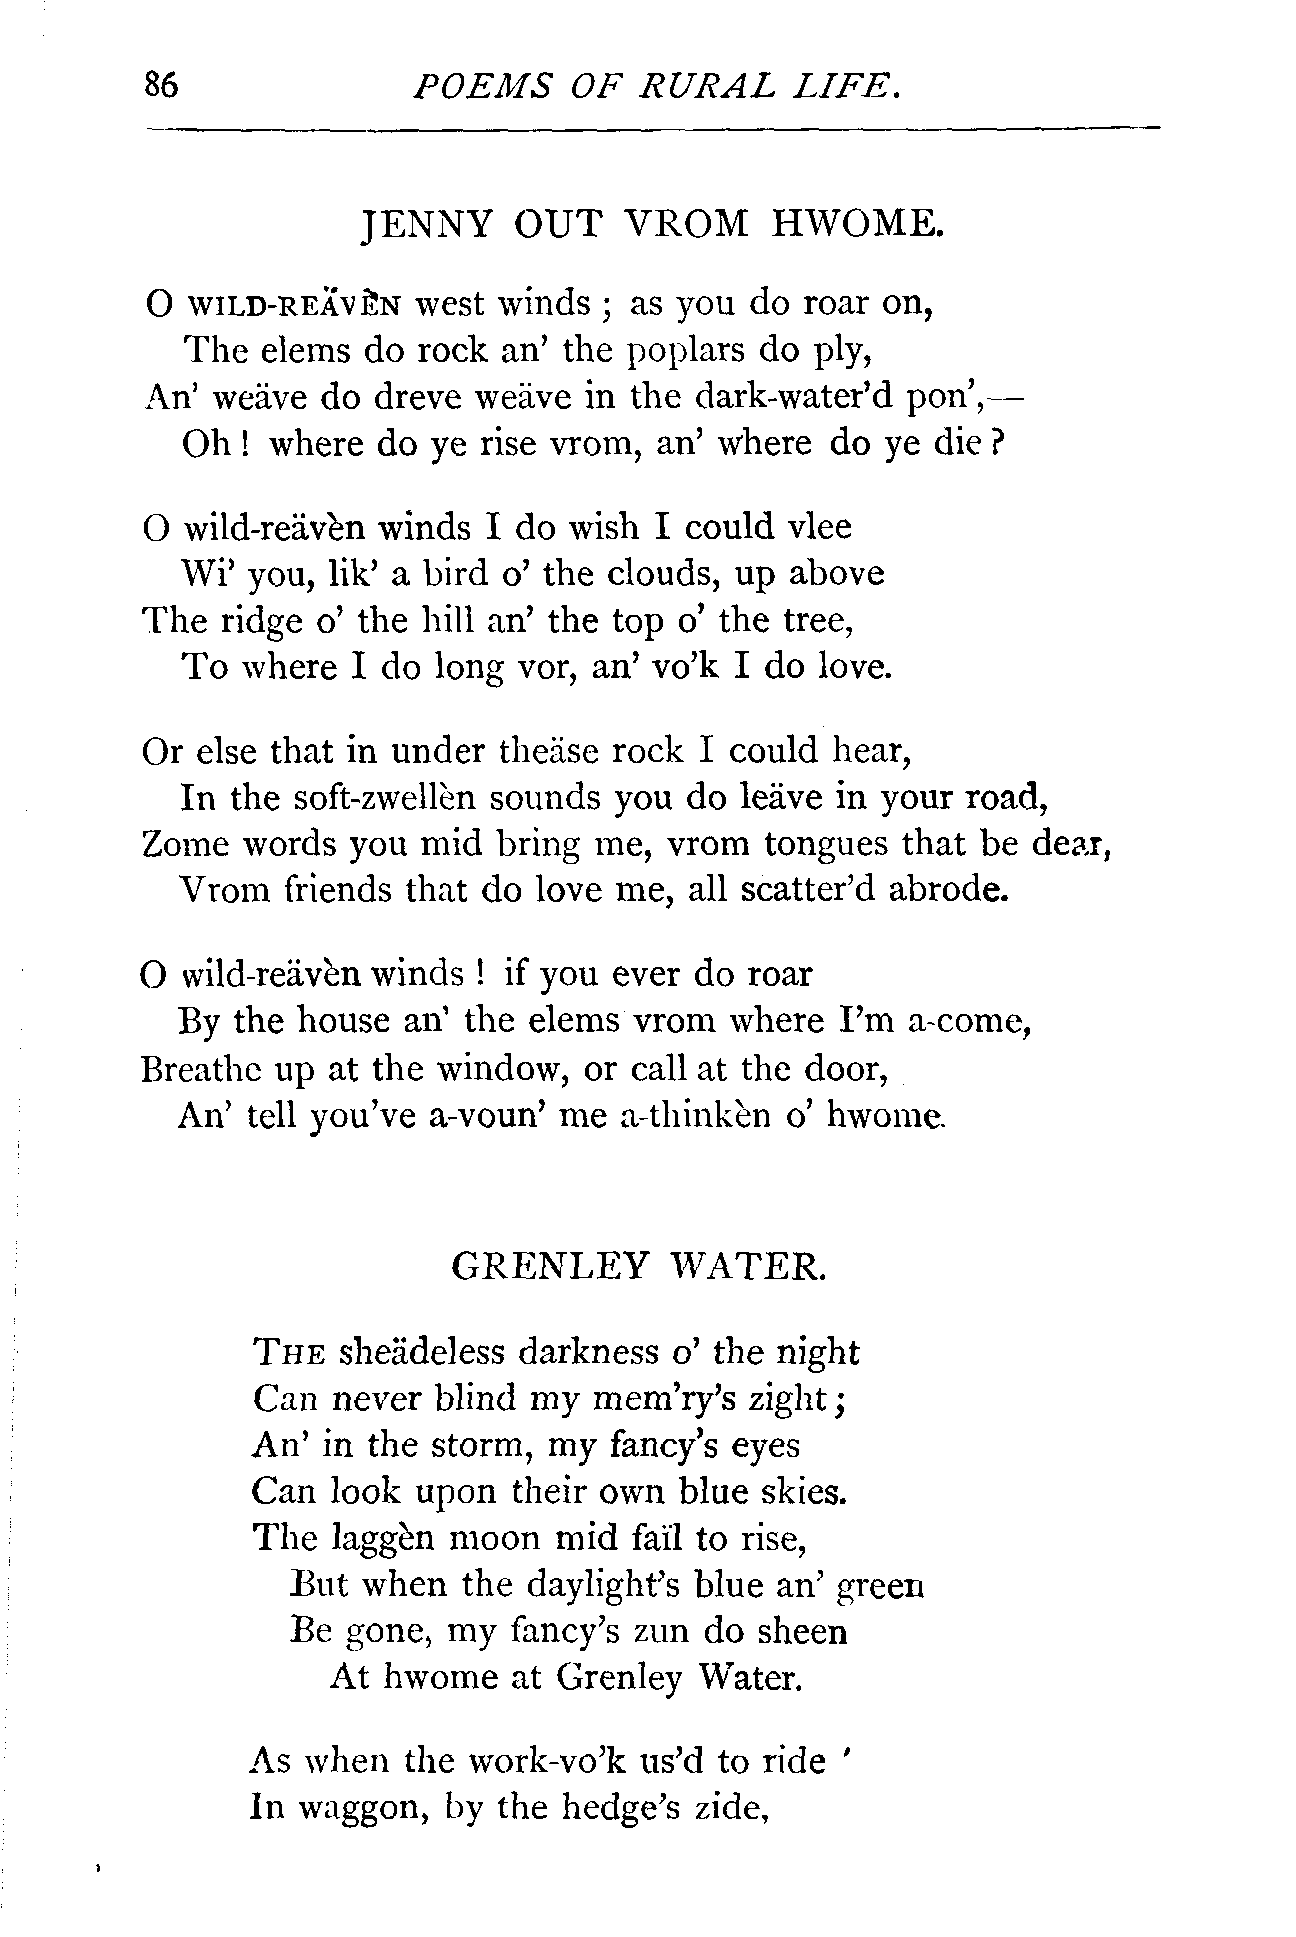 86 POEMS OF RURAL LIFE.
JENNY OUT VROM HWOME.
O WILD-REÄVÈN west winds ; as you do roar on,
The elems do rock an' the poplars do ply,
An' weäve do dreve weäve in the dark-water'd pon',—
Oh ! where do ye rise vrom, an' where do ye die ?
O wild-reävèn winds I do wish I could vlee
Wi' you, lik' a bird o' the clouds, up above
The ridge o' the hill an' the top o' the tree,
To where I do long vor, an' vo'k I do love.
Or else that in under theäse rock I could hear,
In the soft-zwellèn sounds you do leäve in your road,
Zome words you mid bring me, vrom tongues that be dear,
Vrom friends that do love me, all scatter'd abrode.
O wild-reävèn winds ! if you ever do roar
By the house an' the elems vrom where I'm a-come,
Breathe up at the window, or call at the door,
An' tell you've a-voun' me a-thinkèn o' hwome.
GRENLEY WATER.
THE sheädeless darkness o' the night
Can never blind my mem'ry's zight ;
An' in the storm, my fancy's eyes
Can look upon their own blue skies.
The laggèn moon mid faïl to rise,
But when the daylight's blue an' green
Be gone, my fancy's zun do sheen
At hwome at Grenley Water.
As when the work-vo'k us'd to ride
In waggon, by the hedge's zide,